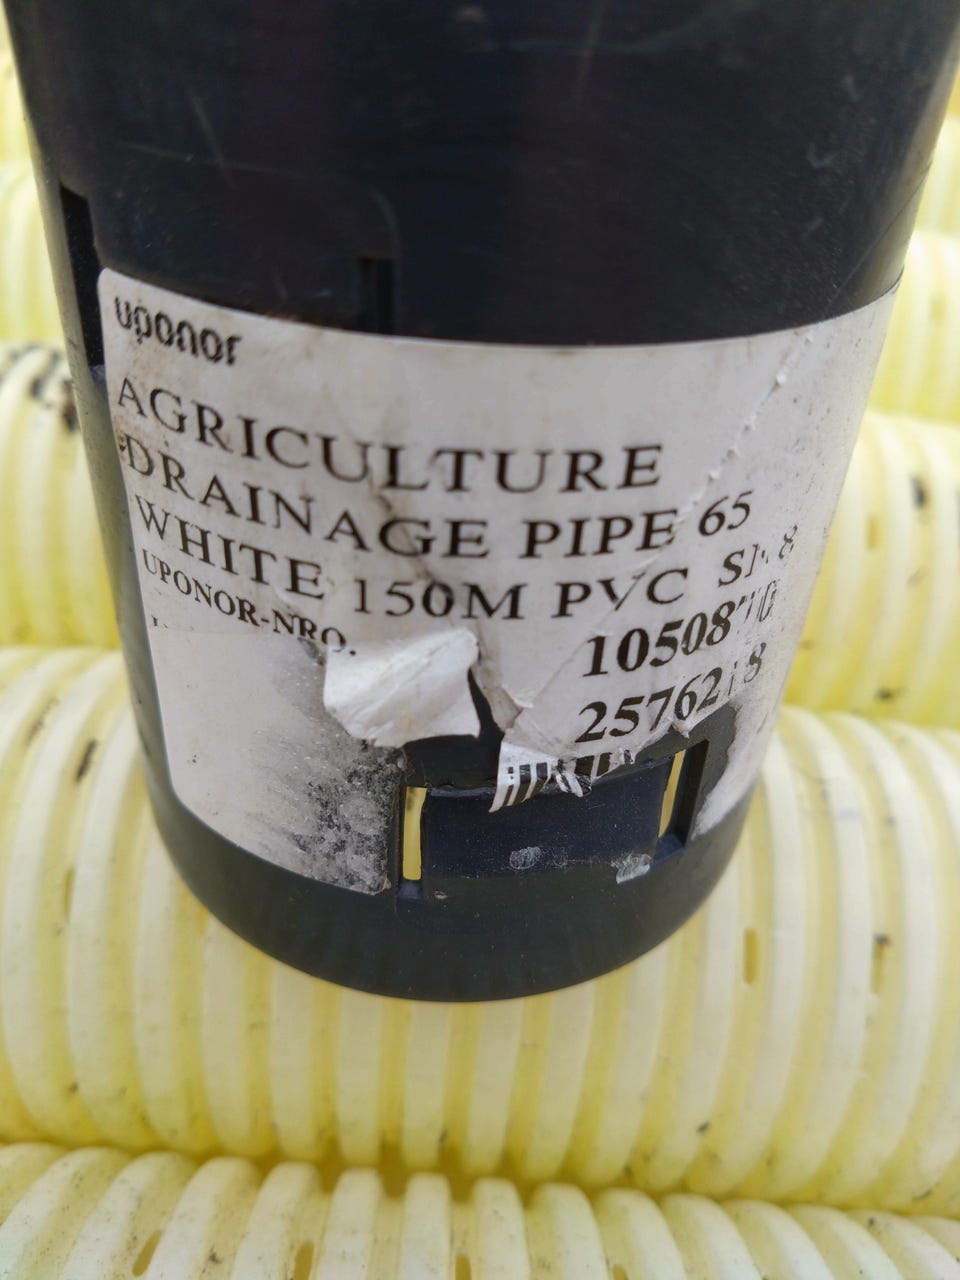 uponor
AGRICULTURE
DRAINAGE PIPE 65
WHITE 150M PVC
UPONOR-NRO.